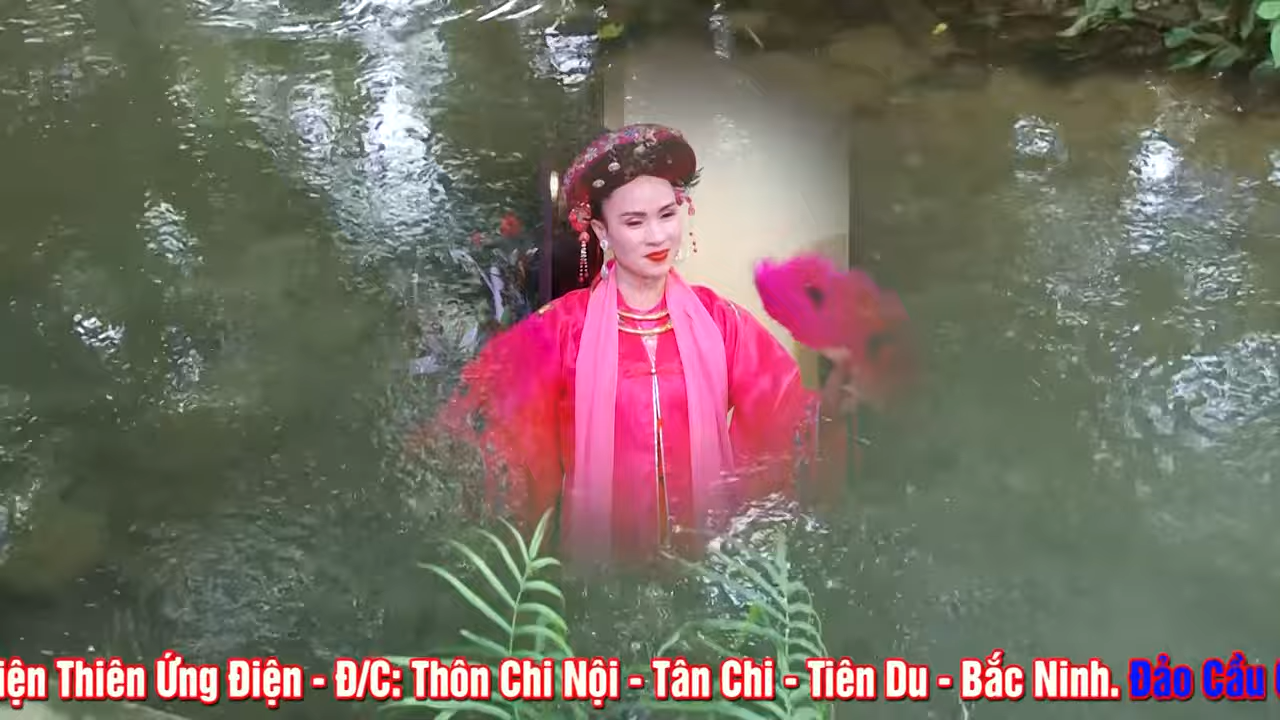 iện Thiên Ứng Điện - Đ/C: Thôn Chi Nội - Tân Chi - Tiên Du - Bắc Ninh. Đảo Cầu